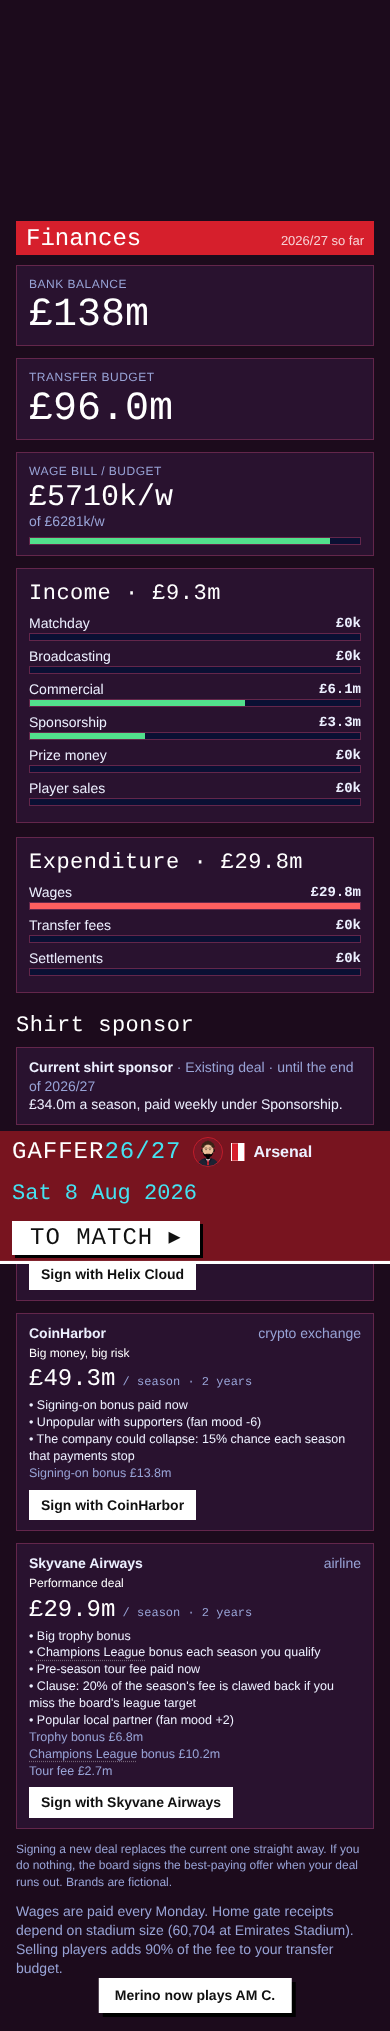 Finances
2026/27 so far
BANK BALANCE
£138m
TRANSFER BUDGET
£96.0m
WAGE BILL / BUDGET
£5710k/w
of £6281k/w
Income · £9.3m
Matchday £0k
Broadcasting £0k
Commercial £6.1m
Sponsorship £3.3m
Prize money £0k
Player sales £0k
Expenditure · £29.8m
Wages £29.8m
Transfer fees £0k
Settlements £0k
Shirt sponsor
Current shirt sponsor · Existing deal · until the end
of 2026/27
£34.0m a season, paid weekly under Sponsorship.
GAFFER26/27 Arsenal
Sat 8 Aug 2026
TO MATCH ►
Sign with Helix Cloud
CoinHarbor crypto exchange
Big money, big risk
£49.3m / season · 2 years
• Signing-on bonus paid now
• Unpopular with supporters (fan mood -6)
• The company could collapse: 15% chance each season
that payments stop
Signing-on bonus £13.8m
Sign with CoinHarbor
Skyvane Airways airline
Performance deal
£29.9m / season · 2 years
• Big trophy bonus
• Champions League bonus each season you qualify
• Pre-season tour fee paid now
• Clause: 20% of the season's fee is clawed back if you
miss the board's league target
• Popular local partner (fan mood +2)
Trophy bonus £6.8m
Champions League bonus £10.2m
Tour fee £2.7m
Sign with Skyvane Airways
Signing a new deal replaces the current one straight away. If you
do nothing, the board signs the best-paying offer when your deal
runs out. Brands are fictional.
Wages are paid every Monday. Home gate receipts
depend on stadium size (60,704 at Emirates Stadium).
Selling players adds 90% of the fee to your transfer
budget.
Merino now plays AM C.